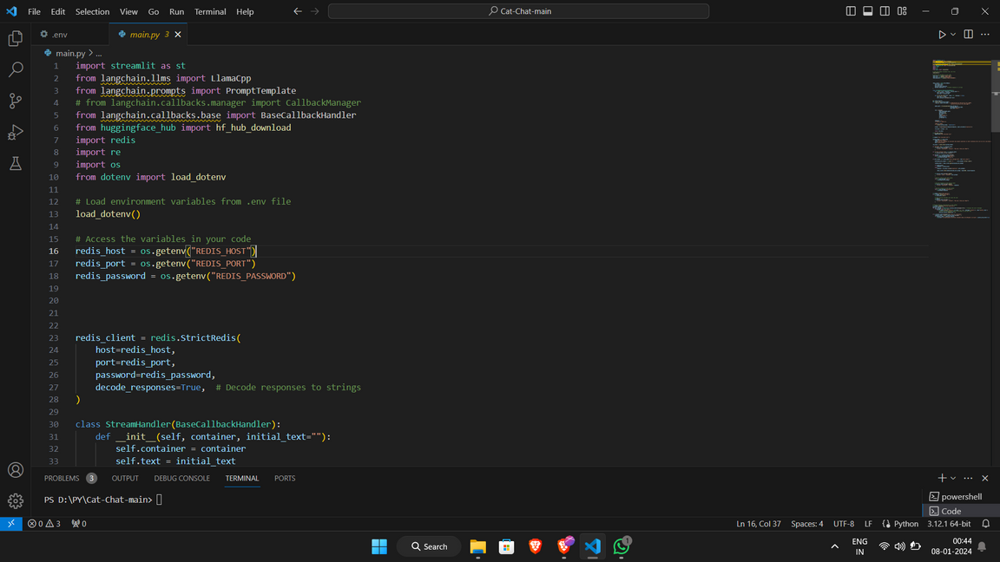 File Edit Selection View Go Run Terminal Help Cat-Chat-main
.env main.py 3
main.py > ...
1 import streamlit as st
2 from langchain.llms import LlamaCpp
3 from langchain.prompts import PromptTemplate
4 # from langchain.callbacks.manager import CallbackManager
5 from langchain.callbacks.base import BaseCallbackHandler
6 from huggingface_hub import hf_hub_download
7 import redis
8 import re
9 import os
10 from dotenv import load_dotenv
11
12 # Load environment variables from .env file
13 load_dotenv()
14
15 # Access the variables in your code
16 redis_host = os.getenv("REDIS_HOST")
17 redis_port = os.getenv("REDIS_PORT")
18 redis_password = os.getenv("REDIS_PASSWORD")
19
20
21
22
23 redis_client = redis.StrictRedis(
24 host=redis_host,
25 port=redis_port,
26 password=redis_password,
27 decode_responses=True, # Decode responses to strings
28 )
29
30 class StreamHandler(BaseCallbackHandler):
31 def __init__(self, container, initial_text=""):
32 self.container = container
33 self.text = initial_text
PROBLEMS 3 OUTPUT DEBUG CONSOLE TERMINAL PORTS
PS D:\PY\Cat-Chat-main>
powershell
Code
0 3 0 Ln 16, Col 37 Spaces: 4 UTF-8 LF Python 3.12.1 64-bit
Search 1 ENG IN 00:44
08-01-2024